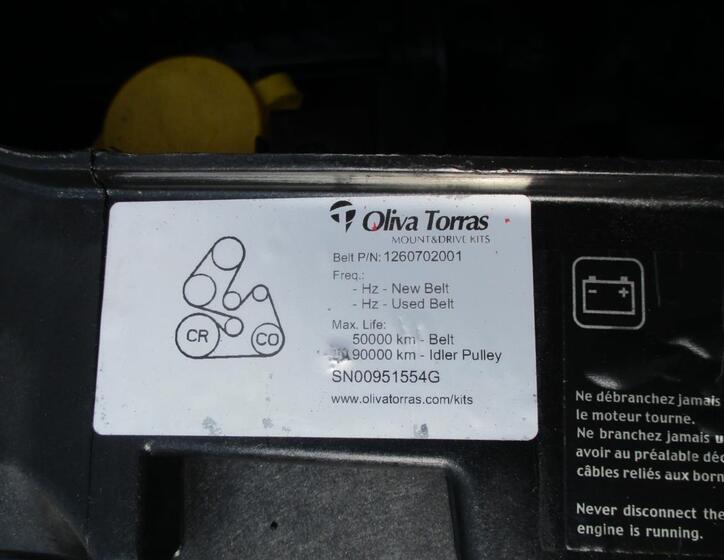 Oliva Torras
MOUNT&DRIVE KITS
Belt P/N: 1260702001
Freq.:
- Hz - New Belt
- Hz - Used Belt
Max. Life:
50000 km - Belt
90000 km - Idler Pulley
SN00951554G
www.olivatorras.com/kits
CR
CO
Ne débranchez jamais
le moteur tourne.
Ne branchez jamais u
avoir au préalable déc
câbles reliés aux born
Never disconnect the
engine is running.